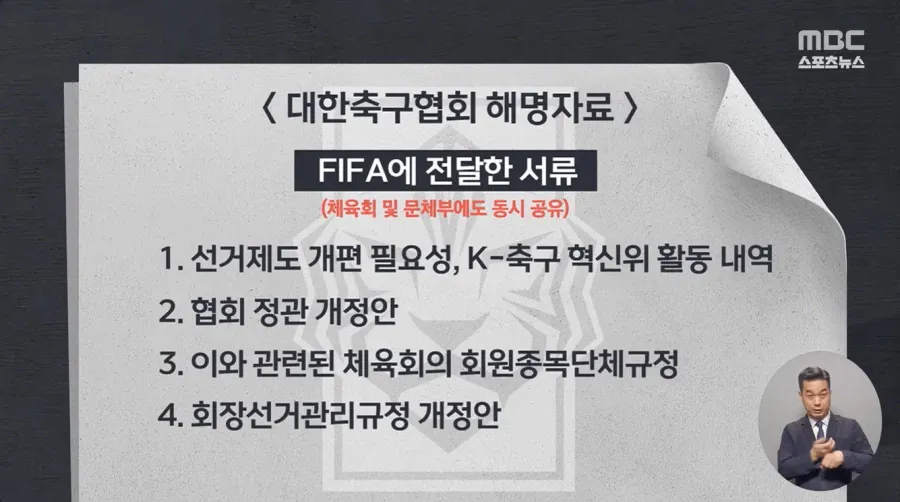 MBC
스포츠뉴스
< 대한축구협회 해명자료 >
FIFA에 전달한 서류
(체육회 및 문체부에도 동시 공유)
1. 선거제도 개편 필요성, K-축구 혁신위 활동 내역
2. 협회 정관 개정안
3. 이와 관련된 체육회의 회원종목단체규정
4. 회장선거관리규정 개정안